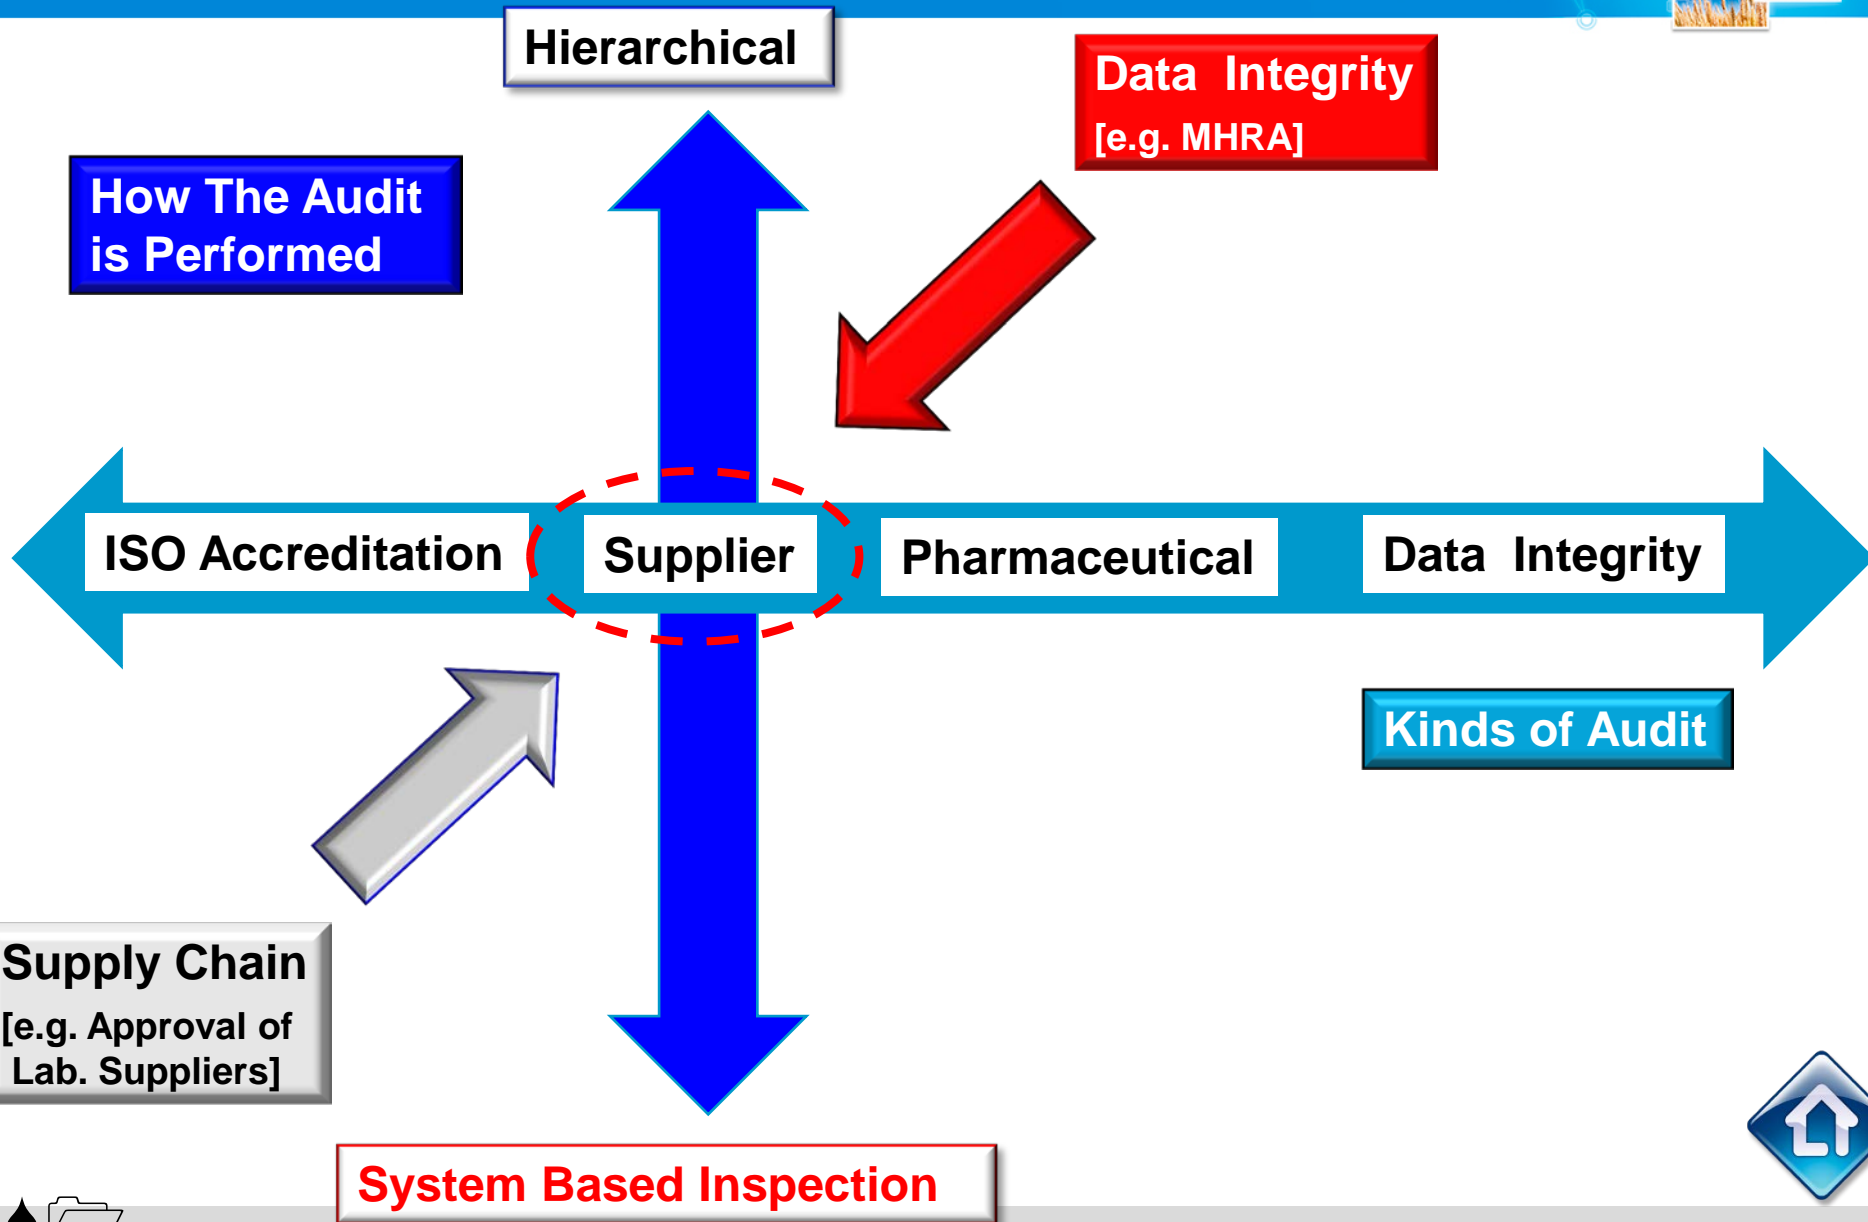 Hierarchical
Data Integrity
[e.g. MHRA]
How The Audit
is Performed
ISO Accreditation
Supplier
Pharmaceutical
Data Integrity
Kinds of Audit
Supply Chain
[e.g. Approval of
Lab. Suppliers]
System Based Inspection